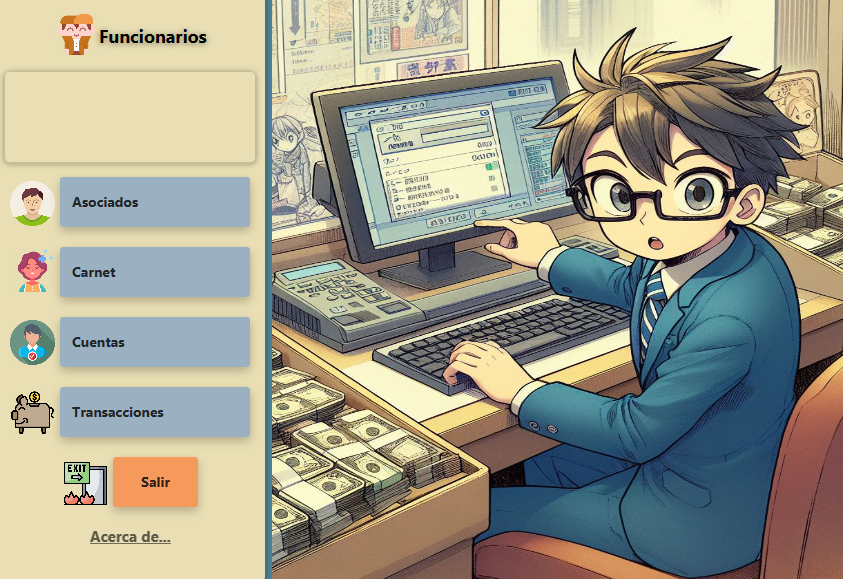 Funcionarios
Asociados
Carnet
Cuentas
Transacciones
EXIT
Salir
Acerca de...